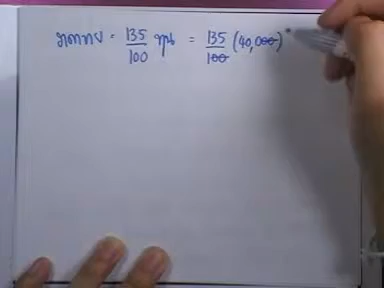 ราคาขาย = 135/100 ทุน = 135/100 (40,000)